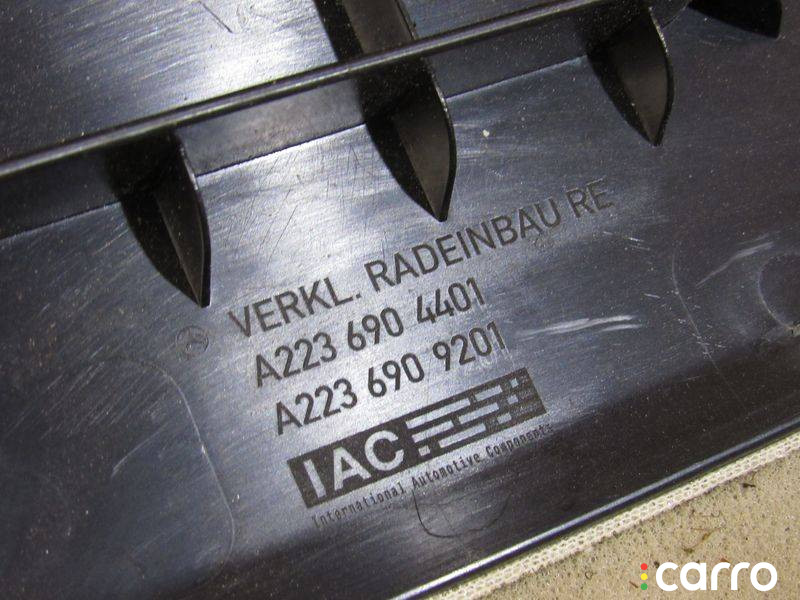 VERKL. RADEINBAU RE
A223 690 4401
A223 690 9201
IAC
International Automotive Components
carro